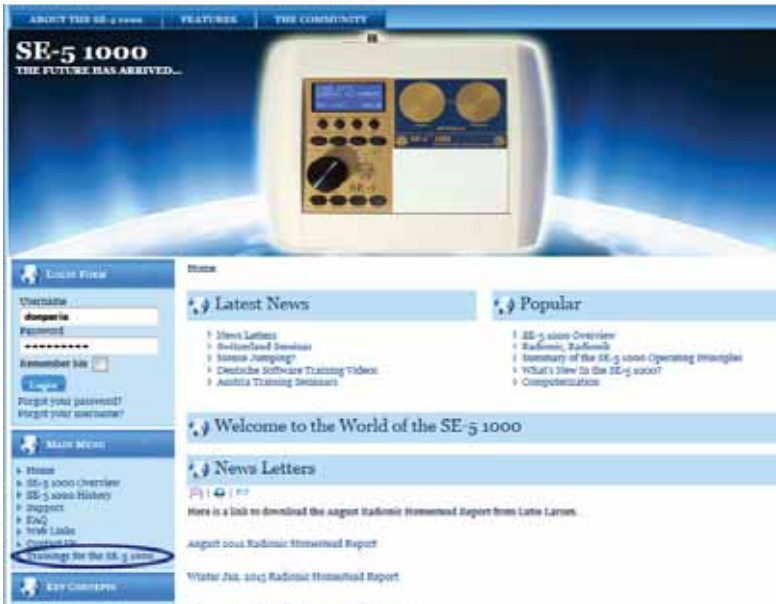 ABOUT THE SE-5 1000
FEATURES
THE COMMUNITY
SE-5 1000
THE FUTURE HAS ARRIVED...
SE-5 1000
Login Form
Username
donparis
Password
Remember Me
Login
Forgot your password?
Forgot your username?
Main Menu
Home
SE-5 1000 Overview
SE-5 1000 History
Support
FAQ
Web Links
Contact Us
Trainings for the SE-5 1000
Key Concepts
Home
Latest News
News Letters
Switzerland Seminar
Deutsche Software Training Videos
Austria Training Seminars
Popular
SE-5 1000 Overview
Radionic, Radionik
Summary of the SE-5 1000 Operating Principles
What's New In the SE-5 1000?
Computerization
Welcome to the World of the SE-5 1000
News Letters
Here is a link to download the August Radionic Homestead Report from Lutie Larsen.
August 2012 Radionic Homestead Report
Winter Jan. 2013 Radionic Homestead Report